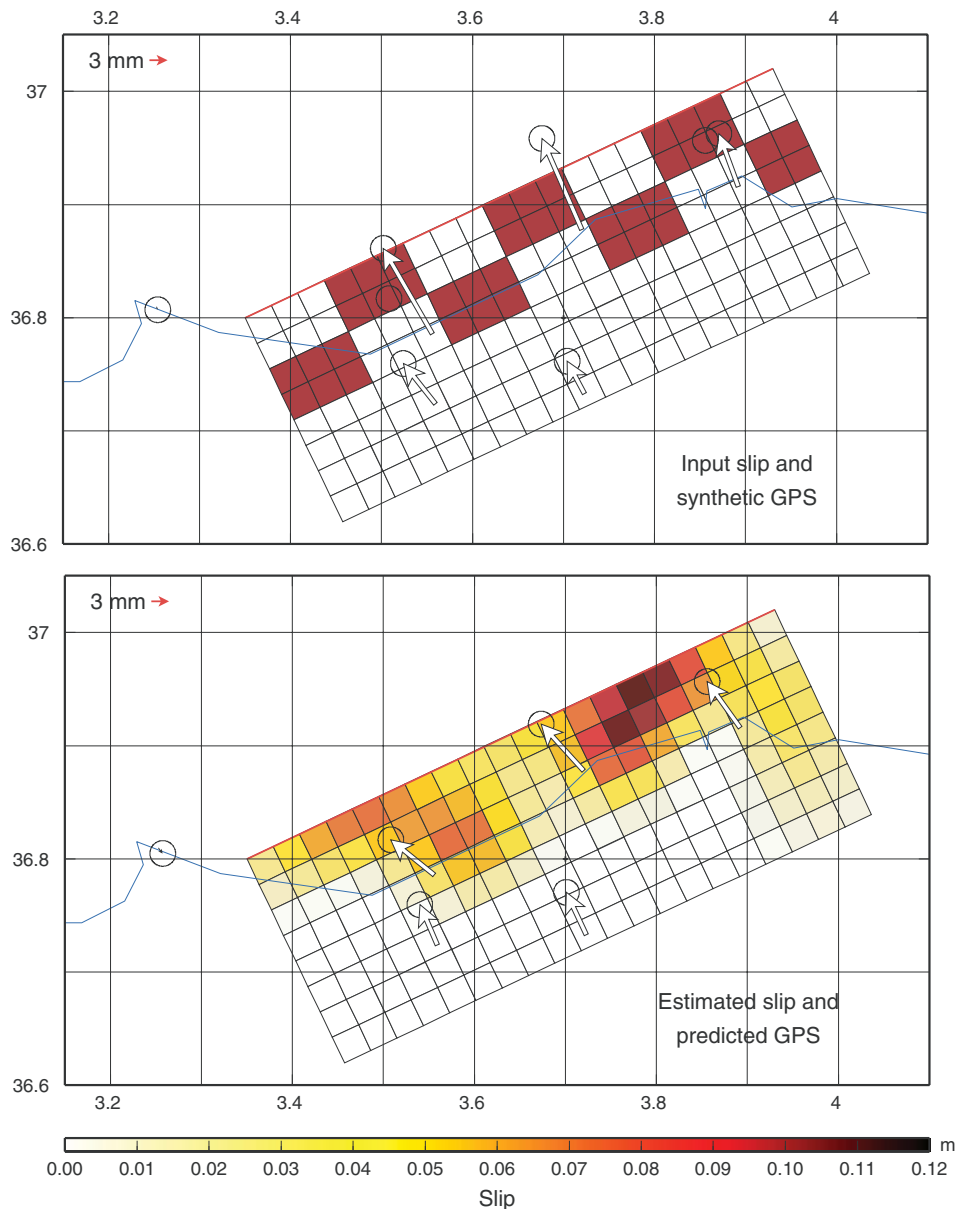 3.2 3.4 3.6 3.8 4
3 mm
37
36.8
36.6
Input slip and
synthetic GPS
3 mm
37
36.8
36.6
Estimated slip and
predicted GPS
3.2 3.4 3.6 3.8 4
m
0.00 0.01 0.02 0.03 0.04 0.05 0.06 0.07 0.08 0.09 0.10 0.11 0.12
Slip